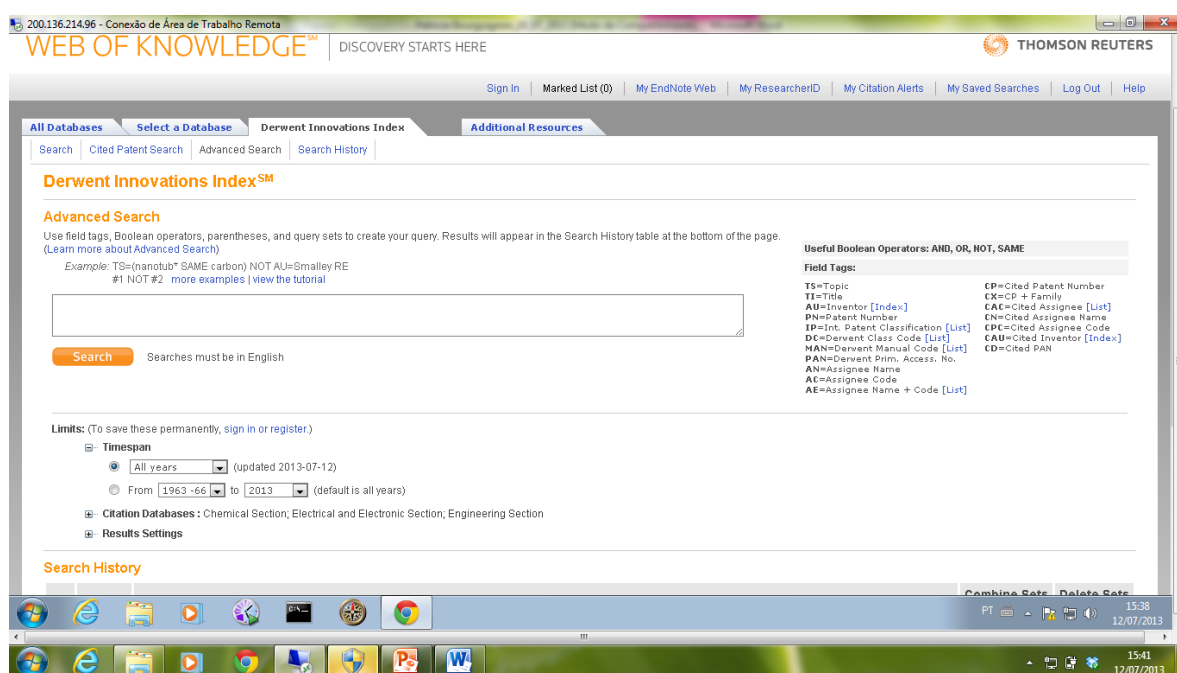 200.136.214.96 - Conexão de Área de Trabalho Remota
WEB OF KNOWLEDGE℠ DISCOVERY STARTS HERE THOMSON REUTERS
Sign In Marked List (0) My EndNote Web My ResearcherID My Citation Alerts My Saved Searches Log Out Help
All Databases Select a Database Derwent Innovations Index Additional Resources
Search Cited Patent Search Advanced Search Search History
Derwent Innovations Index℠
Advanced Search
Use field tags, Boolean operators, parentheses, and query sets to create your query. Results will appear in the Search History table at the bottom of the page.
(Learn more about Advanced Search)
Example: TS=(nanotub* SAME carbon) NOT AU=Smalley RE
#1 NOT #2 more examples | view the tutorial
Search Searches must be in English
Useful Boolean Operators: AND, OR, NOT, SAME
Field Tags:
TS=Topic
TI=Title
AU=Inventor [Index]
PN=Patent Number
IP=Int. Patent Classification [List]
DC=Derwent Class Code [List]
MAN=Derwent Manual Code [List]
PAN=Derwent Prim. Access. No.
AN=Assignee Name
AC=Assignee Code
AE=Assignee Name + Code [List]
CP=Cited Patent Number
CX=CP + Family
CAC=Cited Assignee [List]
CN=Cited Assignee Name
CPC=Cited Assignee Code
CAU=Cited Inventor [Index]
CD=Cited PAN
Limits: (To save these permanently, sign in or register.)
Timespan
All years (updated 2013-07-12)
From 1963 -66 to 2013 (default is all years)
Citation Databases : Chemical Section; Electrical and Electronic Section; Engineering Section
Results Settings
Search History
Combine Sets Delete Sets
PT 15:38
12/07/2013
15:41
12/07/2013